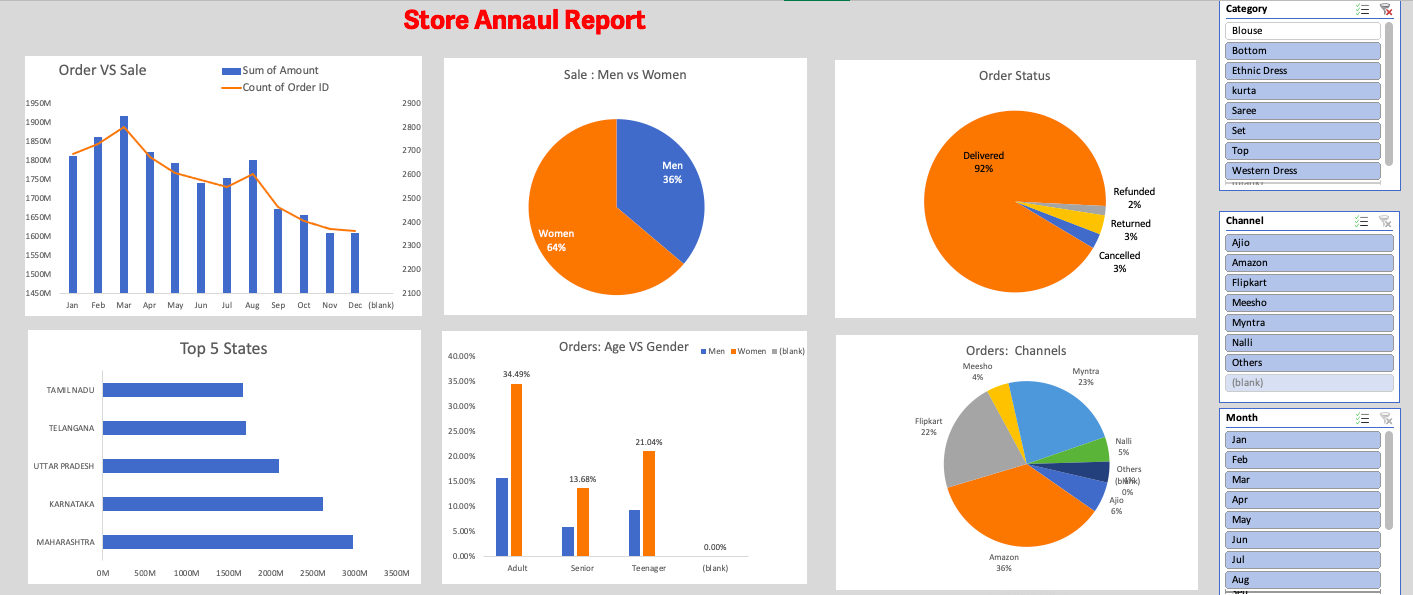 Store Annaul Report
Order VS Sale
Sum of Amount
Count of Order ID
1950M
1900M
1850M
1800M
1750M
1700M
1650M
1600M
1550M
1500M
1450M
2900
2800
2700
2600
2500
2400
2300
2200
2100
Jan Feb Mar Apr May Jun Jul Aug Sep Oct Nov Dec (blank)
Sale : Men vs Women
Men
36%
Women
64%
Order Status
Delivered
92%
Refunded
2%
Returned
3%
Cancelled
3%
Top 5 States
TAMIL NADU
TELANGANA
UTTAR PRADESH
KARNATAKA
MAHARASHTRA
0M 500M 1000M 1500M 2000M 2500M 3000M 3500M
Orders: Age VS Gender
Men Women (blank)
40.00%
35.00%
30.00%
25.00%
20.00%
15.00%
10.00%
5.00%
0.00%
34.49%
13.68%
21.04%
0.00%
Adult Senior Teenager (blank)
Orders:  Channels
Meesho
4%
Myntra
23%
Flipkart
22%
Nalli
5%
Others
(blank)
0%
Ajio
6%
Amazon
36%
Category
Blouse
Bottom
Ethnic Dress
kurta
Saree
Set
Top
Western Dress
Channel
Ajio
Amazon
Flipkart
Meesho
Myntra
Nalli
Others
(blank)
Month
Jan
Feb
Mar
Apr
May
Jun
Jul
Aug